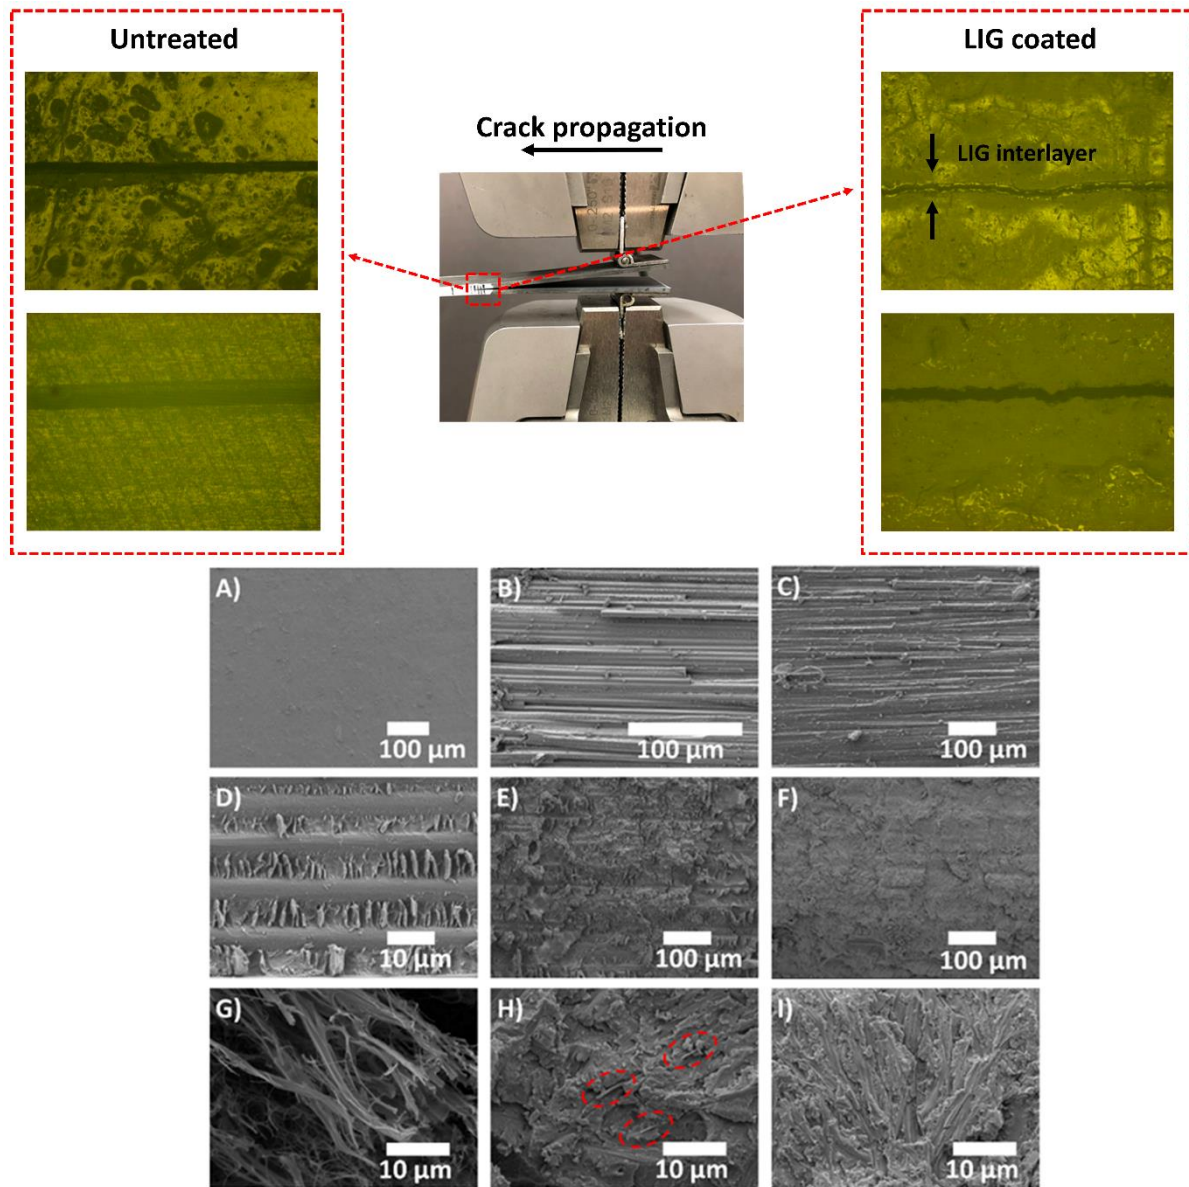 Untreated
Crack propagation
LIG coated
LIG interlayer
A)
100 µm
B)
100 µm
C)
100 µm
D)
10 µm
E)
100 µm
F)
100 µm
G)
10 µm
H)
10 µm
I)
10 µm